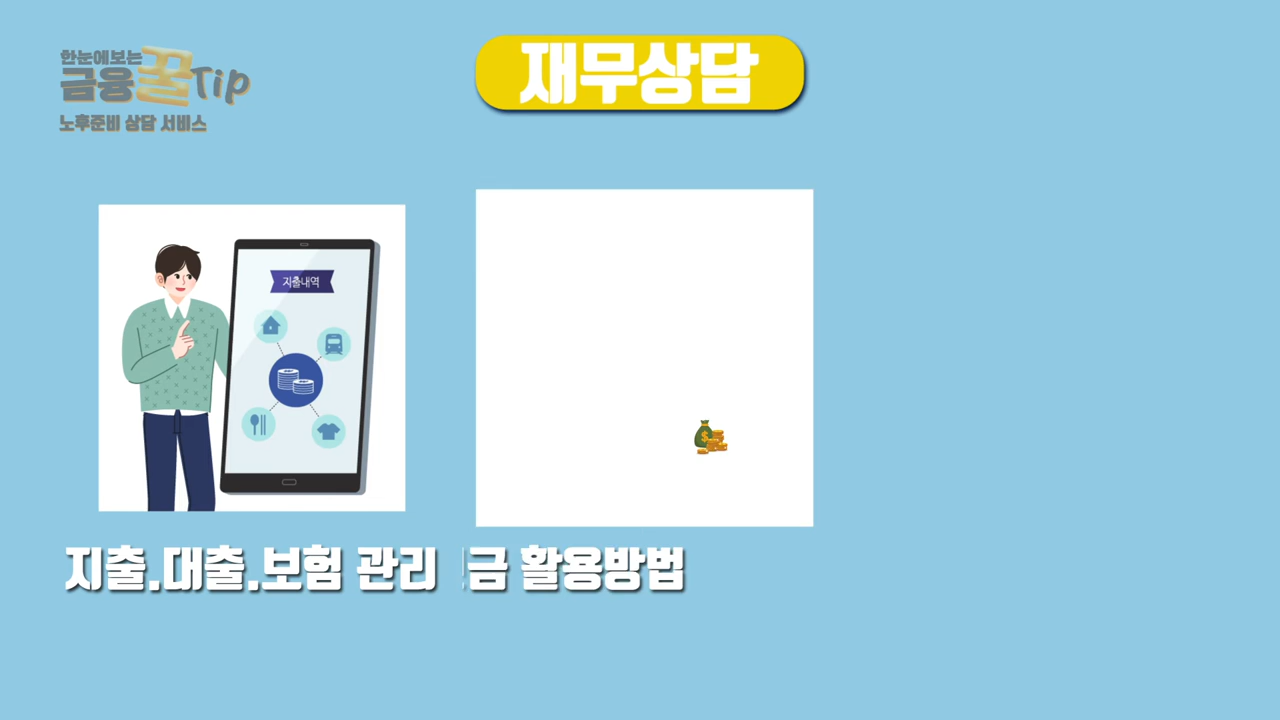 한눈에보는
금융꿀Tip
노후준비 상담 서비스
재무상담
지출내역
지출.대출.보험 관리
활용방법